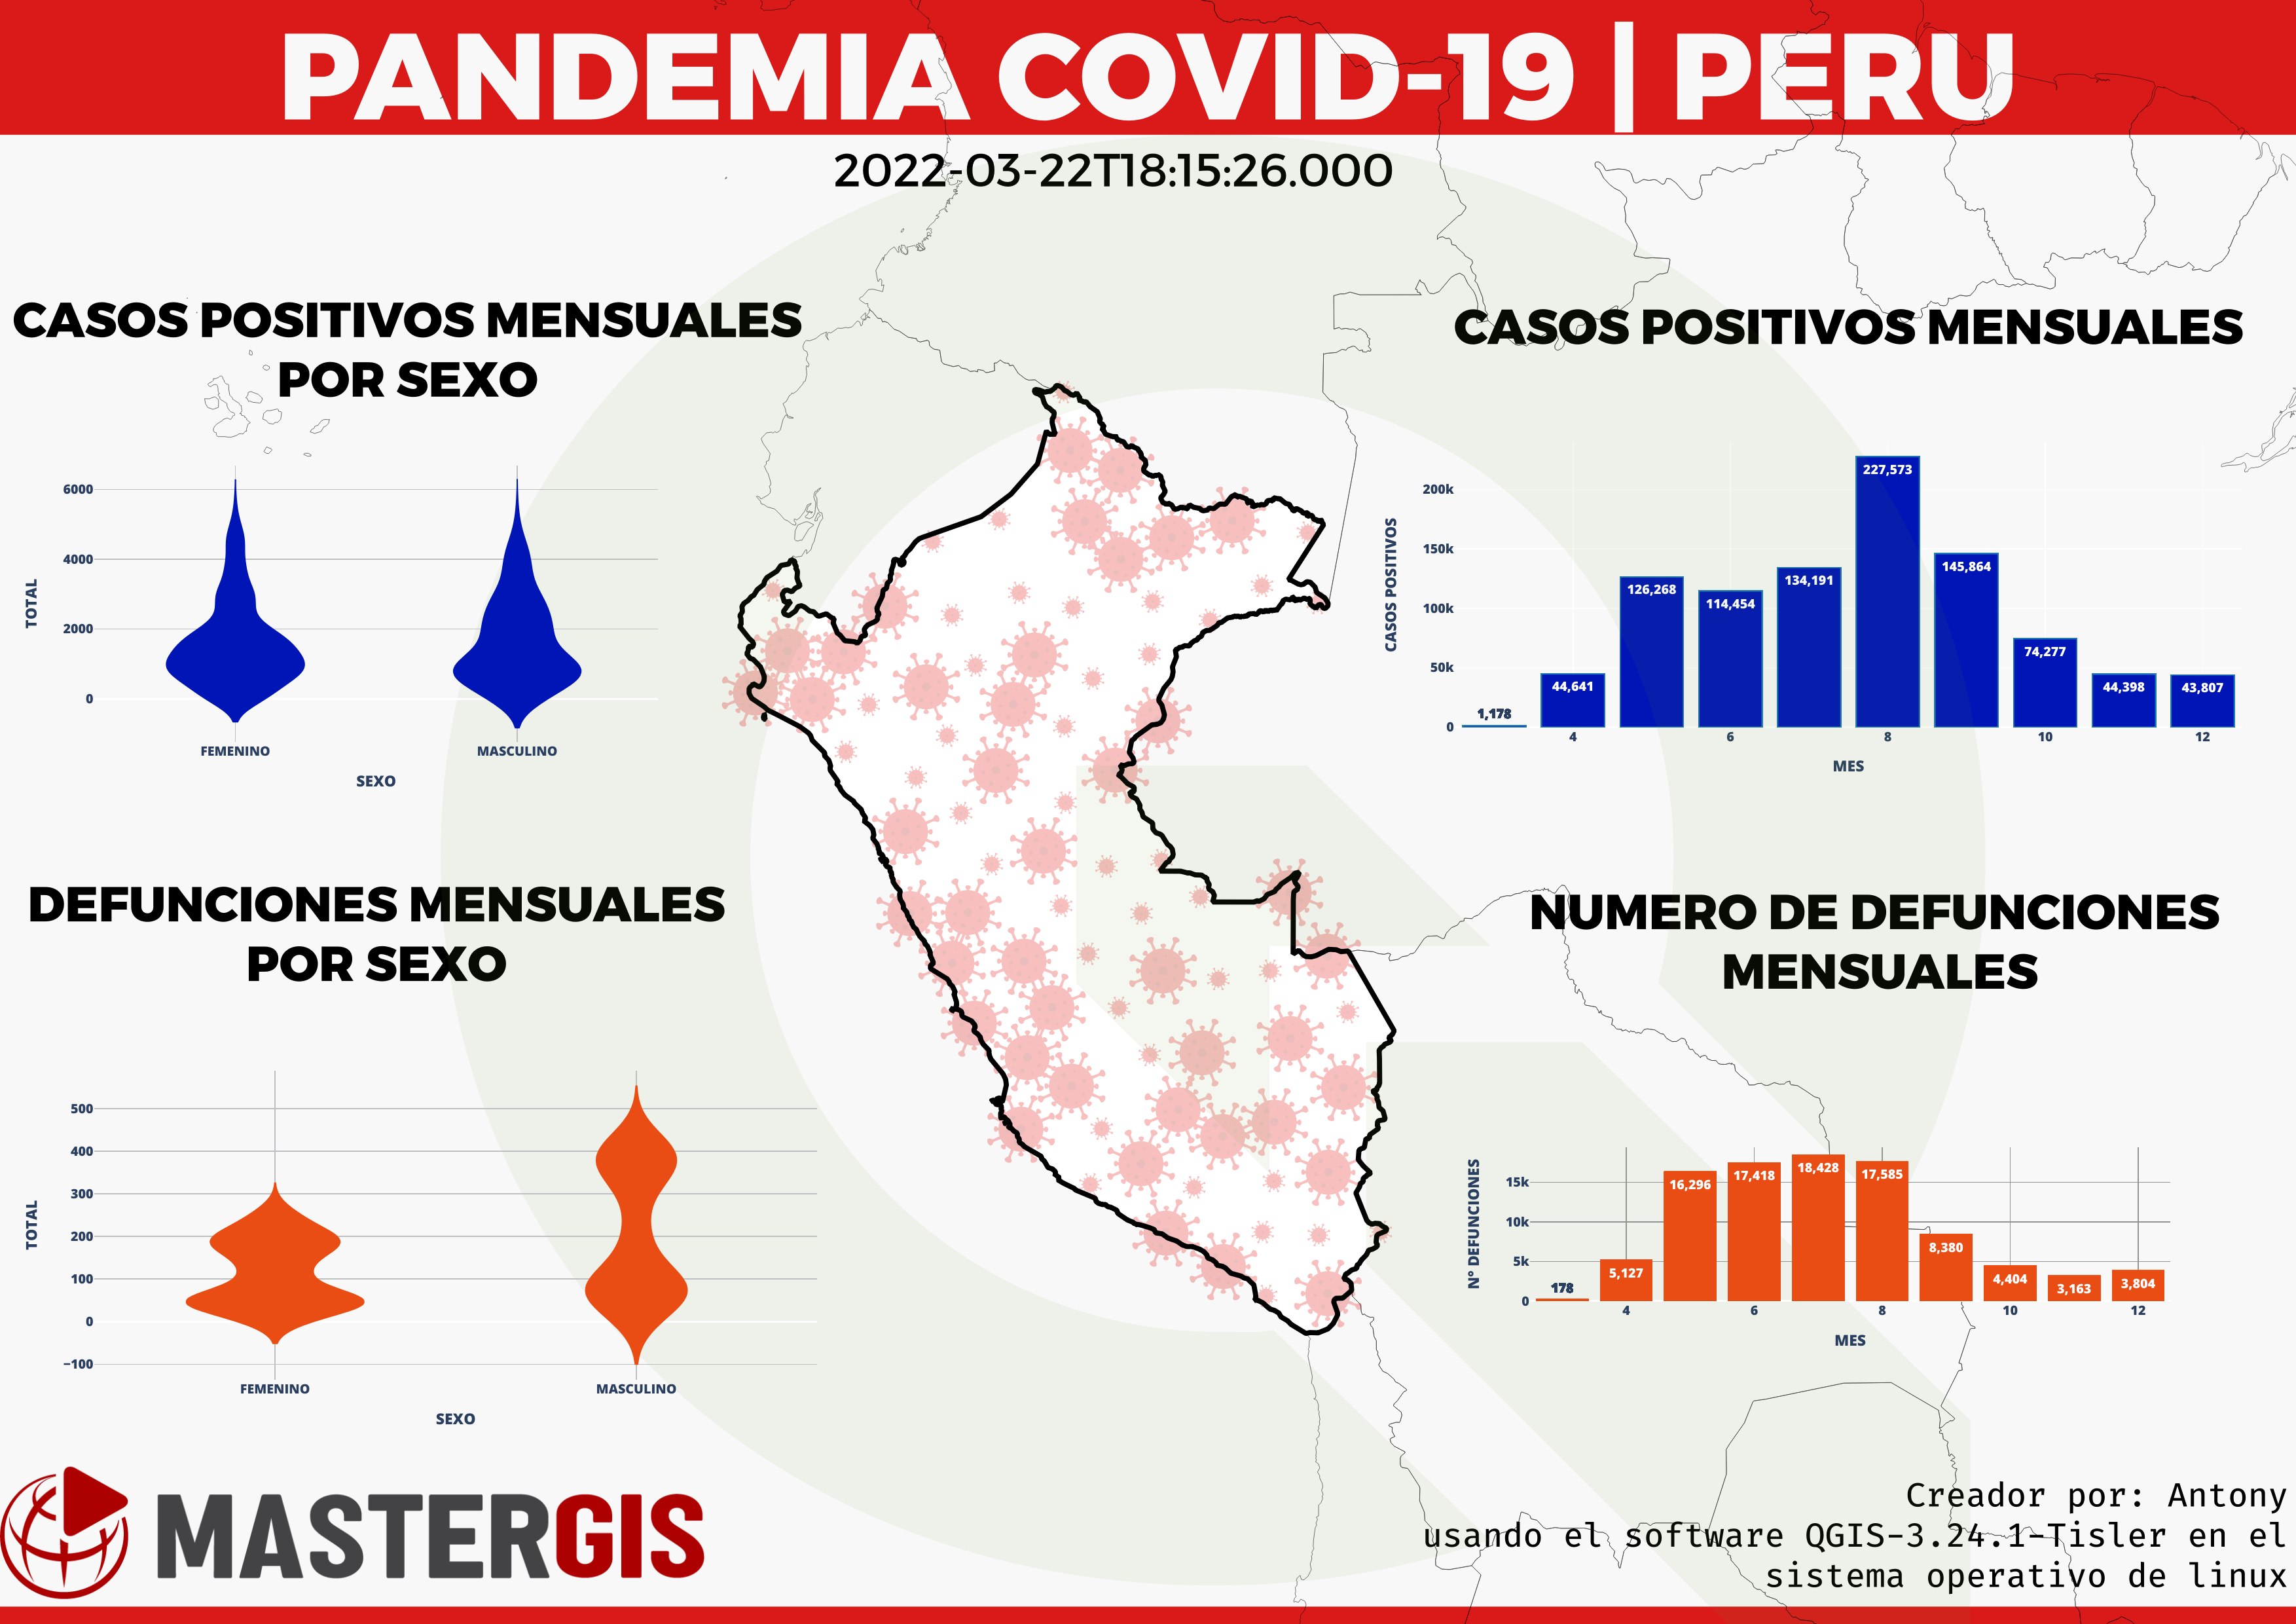 PANDEMIA COVID-19 | PERU
2022-03-22T18:15:26.000
CASOS POSITIVOS MENSUALES
POR SEXO
6000
4000
2000
0
TOTAL
FEMENINO
MASCULINO
SEXO
CASOS POSITIVOS MENSUALES
200k
150k
100k
50k
0
CASOS POSITIVOS
1,178
44,641
126,268
114,454
134,191
227,573
145,864
74,277
44,398
43,807
4
6
8
10
12
MES
DEFUNCIONES MENSUALES
POR SEXO
500
400
300
200
100
0
−100
TOTAL
FEMENINO
MASCULINO
SEXO
NUMERO DE DEFUNCIONES
MENSUALES
15k
10k
5k
0
N° DEFUNCIONES
178
5,127
16,296
17,418
18,428
17,585
8,380
4,404
3,163
3,804
4
6
8
10
12
MES
MASTERGIS
Creador por: Antony
usando el software QGIS-3.24.1-Tisler en el
sistema operativo de linux